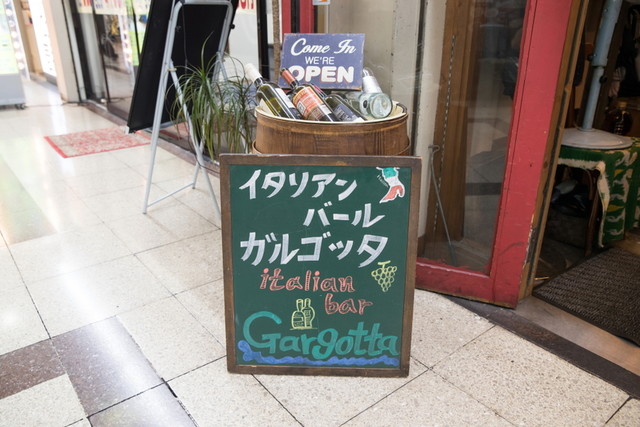 Come In
WE'RE
OPEN
イタリアン
バール
ガルゴッタ
italian
bar
Gargotta